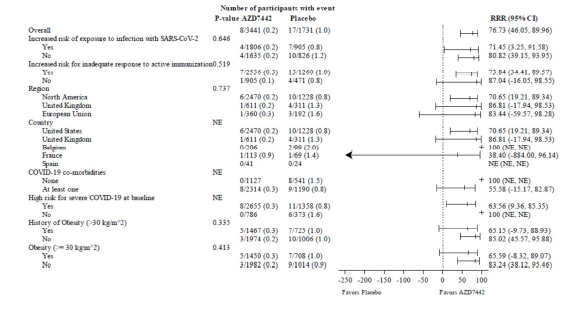 Number of participants with event
P-value AZD7442 Placebo RRR (95% CI)
Overall 8/3441 (0.2) 17/1731 (1.0) 76.73 (46.05, 89.96)
Increased risk of exposure to infection with SARS-CoV-2 0.646
Yes 4/1806 (0.2) 7/905 (0.8) 71.45 (3.25, 91.58)
No 4/1635 (0.2) 10/826 (1.2) 80.82 (39.15, 93.95)
Increased risk for inadequate response to active immunization 0.519
Yes 7/2536 (0.3) 13/1260 (1.0) 73.84 (34.41, 89.57)
No 1/905 (0.1) 4/471 (0.8) 87.04 (-16.05, 98.55)
Region 0.737
North America 6/2470 (0.2) 10/1228 (0.8) 70.65 (19.21, 89.34)
United Kingdom 1/611 (0.2) 4/311 (1.3) 86.81 (-17.94, 98.53)
European Union 1/360 (0.3) 3/192 (1.6) 83.44 (-59.57, 98.28)
Country NE
United States 6/2470 (0.2) 10/1228 (0.8) 70.65 (19.21, 89.34)
United Kingdom 1/611 (0.2) 4/311 (1.3) 86.81 (-17.94, 98.53)
Belgium 0/206 2/99 (2.0) 100 (NE, NE)
France 1/113 (0.9) 1/69 (1.4) 38.40 (-884.00, 96.14)
Spain 0/41 0/24 NE (NE, NE)
COVID-19 co-morbidities NE
None 0/1127 8/541 (1.5) 100 (NE, NE)
At least one 8/2314 (0.3) 9/1190 (0.8) 55.58 (-15.17, 82.87)
High risk for severe COVID-19 at baseline NE
Yes 8/2655 (0.3) 11/1358 (0.8) 63.56 (9.36, 85.35)
No 0/786 6/373 (1.6) 100 (NE, NE)
History of Obesity (>30 kg/m^2) 0.335
Yes 5/1467 (0.3) 7/725 (1.0) 65.15 (-9.73, 88.93)
No 3/1974 (0.2) 10/1006 (1.0) 85.02 (45.57, 95.88)
Obesity (>= 30 kg/m^2) 0.413
Yes 5/1450 (0.3) 7/708 (1.0) 65.59 (-8.32, 89.07)
No 3/1982 (0.2) 9/1014 (0.9) 83.24 (38.12, 95.46)
-250 -200 -150 -100 -50 0 50 100
Favors Placebo Favors AZD7442